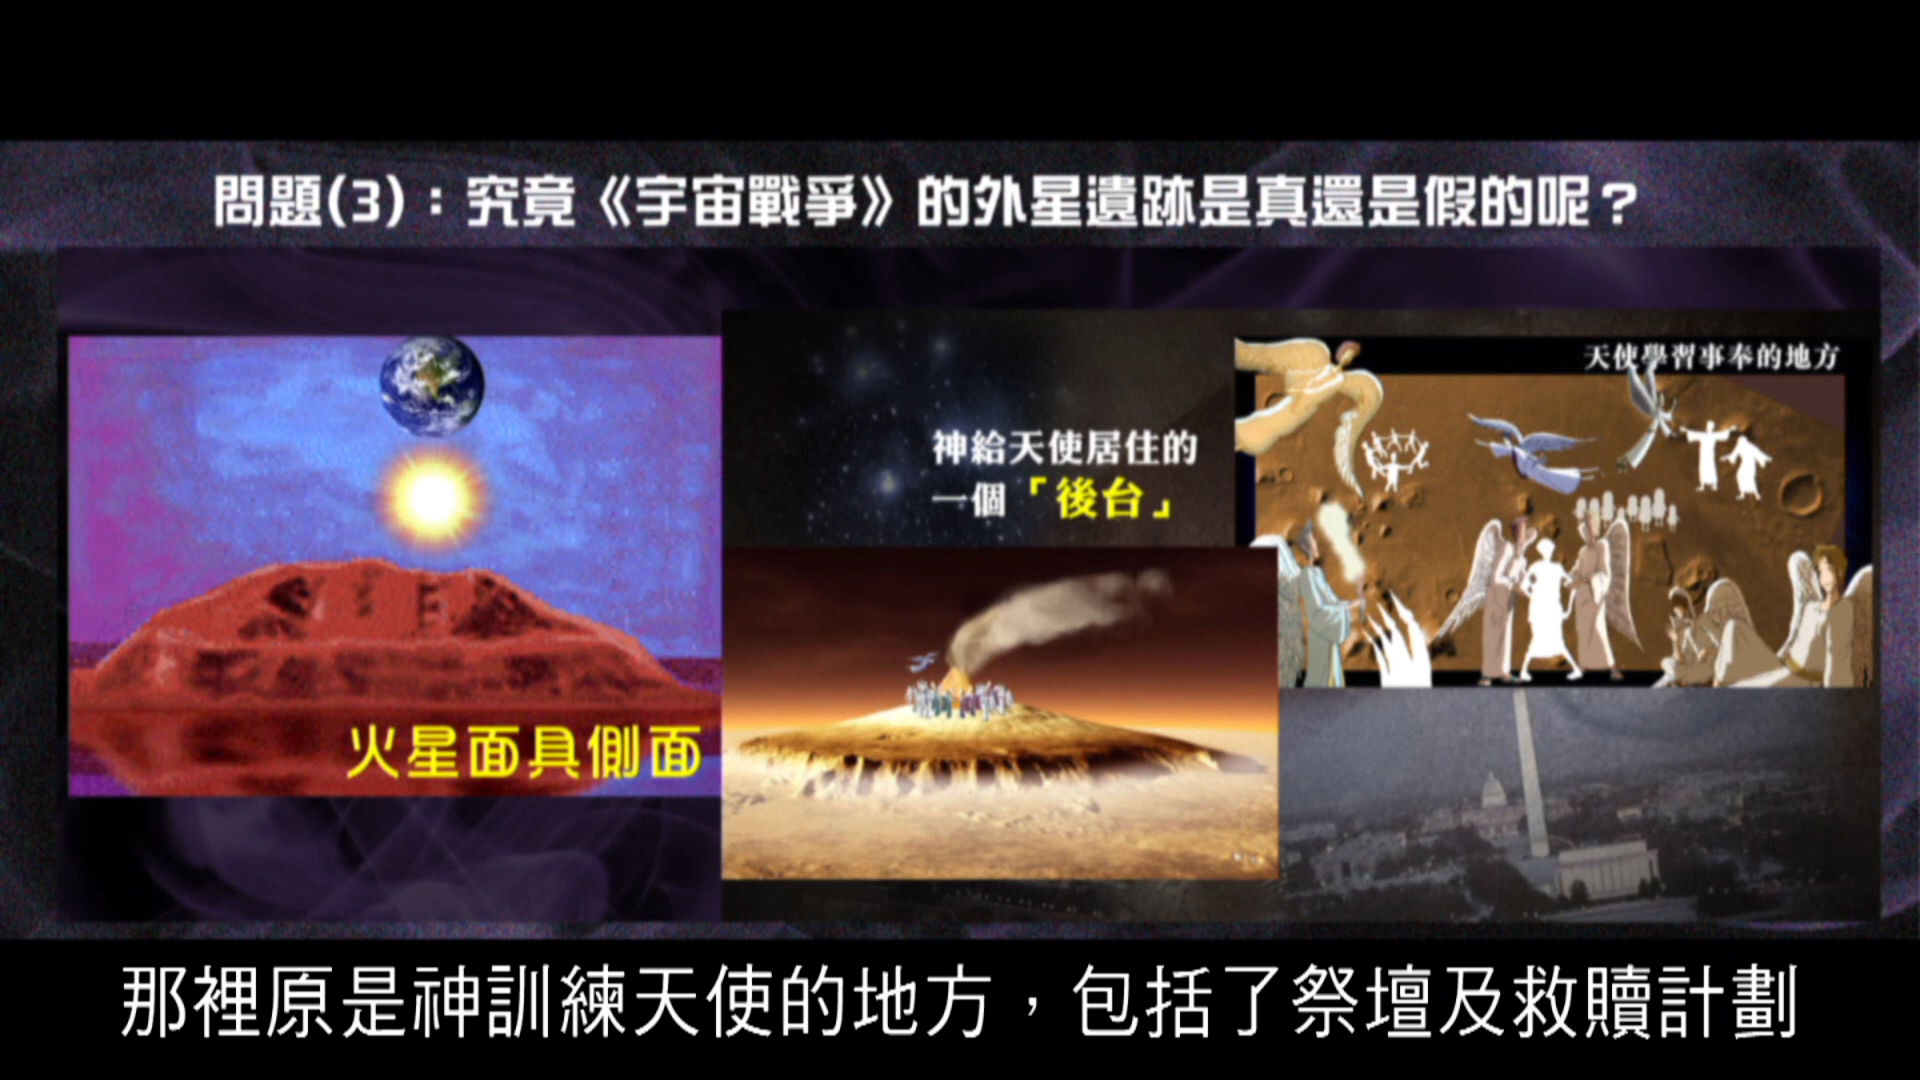 問題(3)：究竟《宇宙戰爭》的外星遺跡是真還是假的呢？
天使學習事奉的地方
神給天使居住的
一個「後台」
火星面具側面
那裡原是神訓練天使的地方，包括了祭壇及救贖計劃